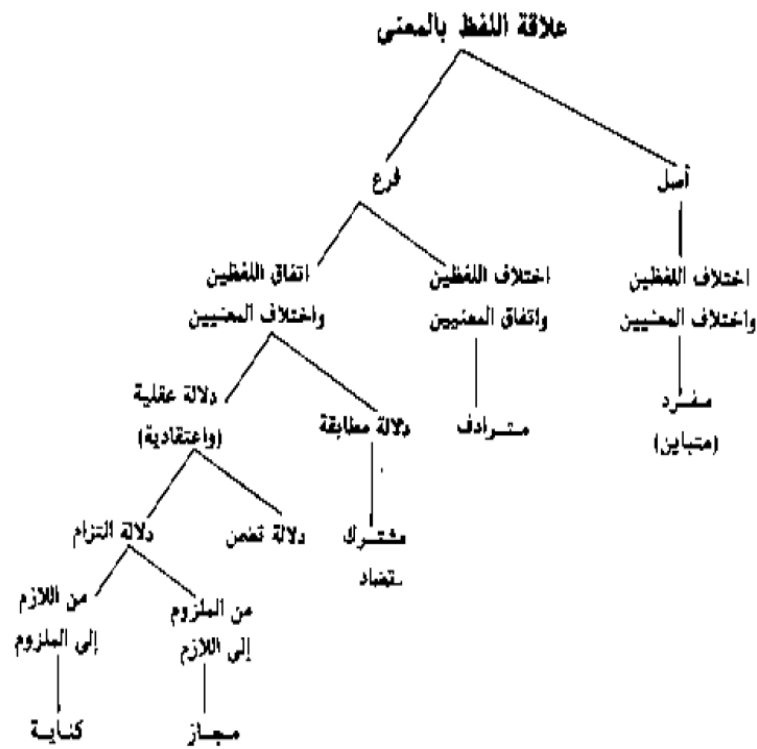 علاقة اللفظ بالمعنى
أصل
فرع
اختلاف اللفظين
واختلاف المعنيين
اختلاف اللفظين
واتفاق المعنيين
اتفاق اللفظين
واختلاف المعنيين
مفرد
(متباين)
مترادف
دلالة مطابقة
دلالة عقلية
(واعتقادية)
مشترك
تضاد
دلالة تضمن
دلالة التزام
من الملزوم
إلى اللازم
من اللازم
إلى الملزوم
مجاز
كناية